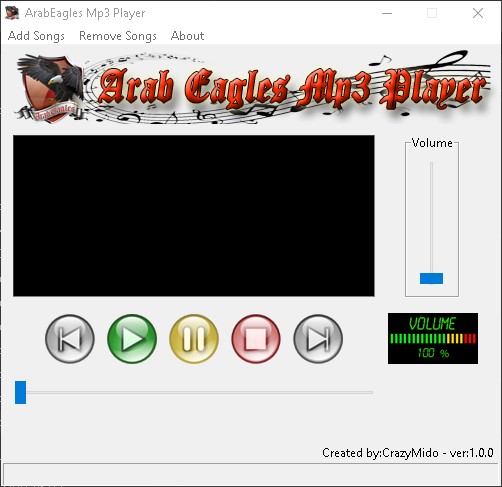 ArabEagles Mp3 Player
Add Songs Remove Songs About
Arab Eagles Mp3 Player
Volume
VOLUME
100 %
Created by:CrazyMido - ver:1.0.0